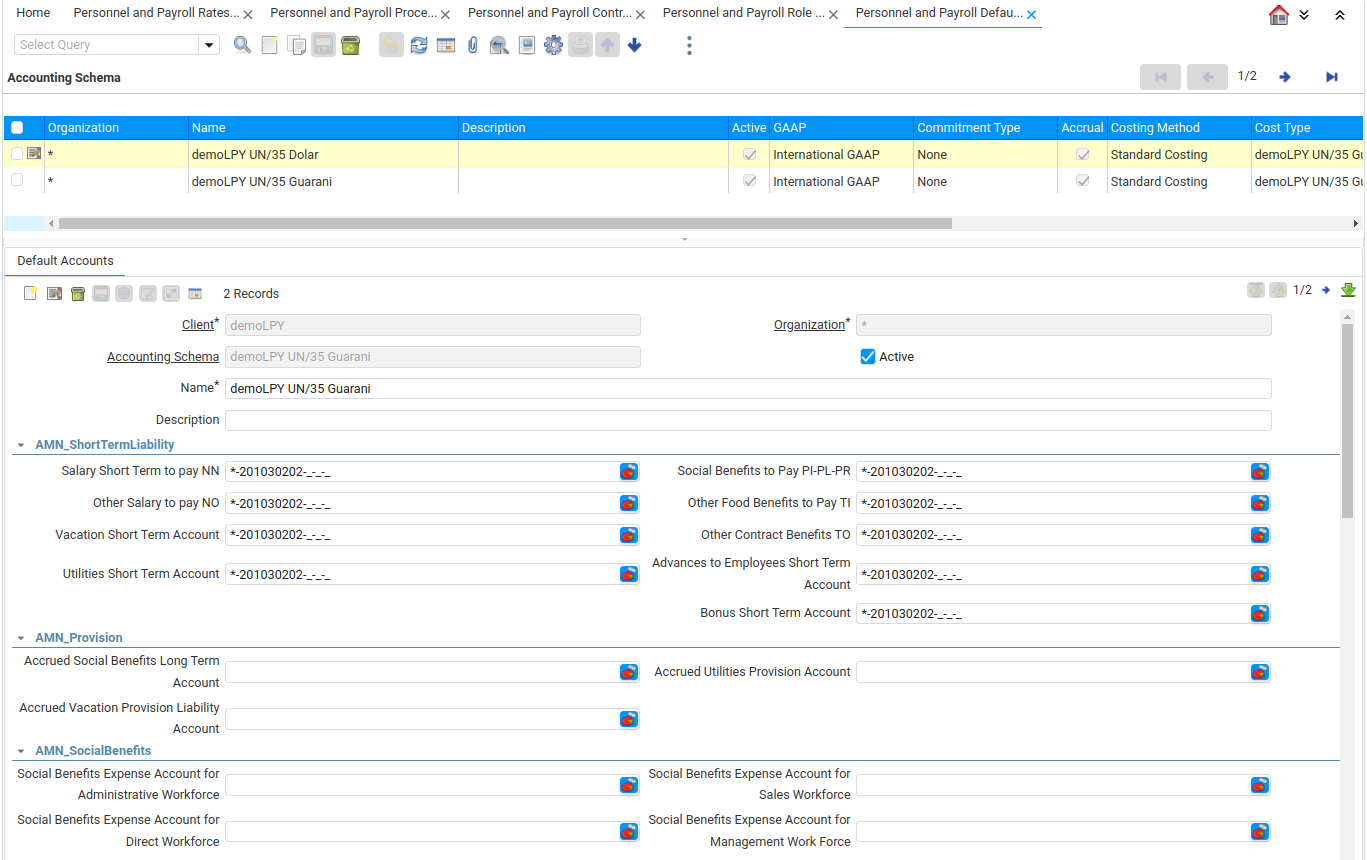 Home
Personnel and Payroll Rates...
Personnel and Payroll Proce...
Personnel and Payroll Contr...
Personnel and Payroll Role ...
Personnel and Payroll Defau...
Select Query
Accounting Schema
1/2
Organization Name Description Active GAAP Commitment Type Accrual Costing Method Cost Type
* demoLPY UN/35 Dolar International GAAP None Standard Costing demoLPY UN/35 Gu
* demoLPY UN/35 Guarani International GAAP None Standard Costing demoLPY UN/35 Gu
Default Accounts
2 Records
1/2
Client* demoLPY
Organization* *
Accounting Schema demoLPY UN/35 Guarani
Active
Name* demoLPY UN/35 Guarani
Description
AMN_ShortTermLiability
Salary Short Term to pay NN *-201030202-_-_-_
Social Benefits to Pay PI-PL-PR *-201030202-_-_-_
Other Salary to pay NO *-201030202-_-_-_
Other Food Benefits to Pay TI *-201030202-_-_-_
Vacation Short Term Account *-201030202-_-_-_
Other Contract Benefits TO *-201030202-_-_-_
Utilities Short Term Account *-201030202-_-_-_
Advances to Employees Short Term
Account *-201030202-_-_-_
Bonus Short Term Account *-201030202-_-_-_
AMN_Provision
Accrued Social Benefits Long Term
Account
Accrued Utilities Provision Account
Accrued Vacation Provision Liability
Account
AMN_SocialBenefits
Social Benefits Expense Account for
Administrative Workforce
Social Benefits Expense Account for
Sales Workforce
Social Benefits Expense Account for
Direct Workforce
Social Benefits Expense Account for
Management Work Force